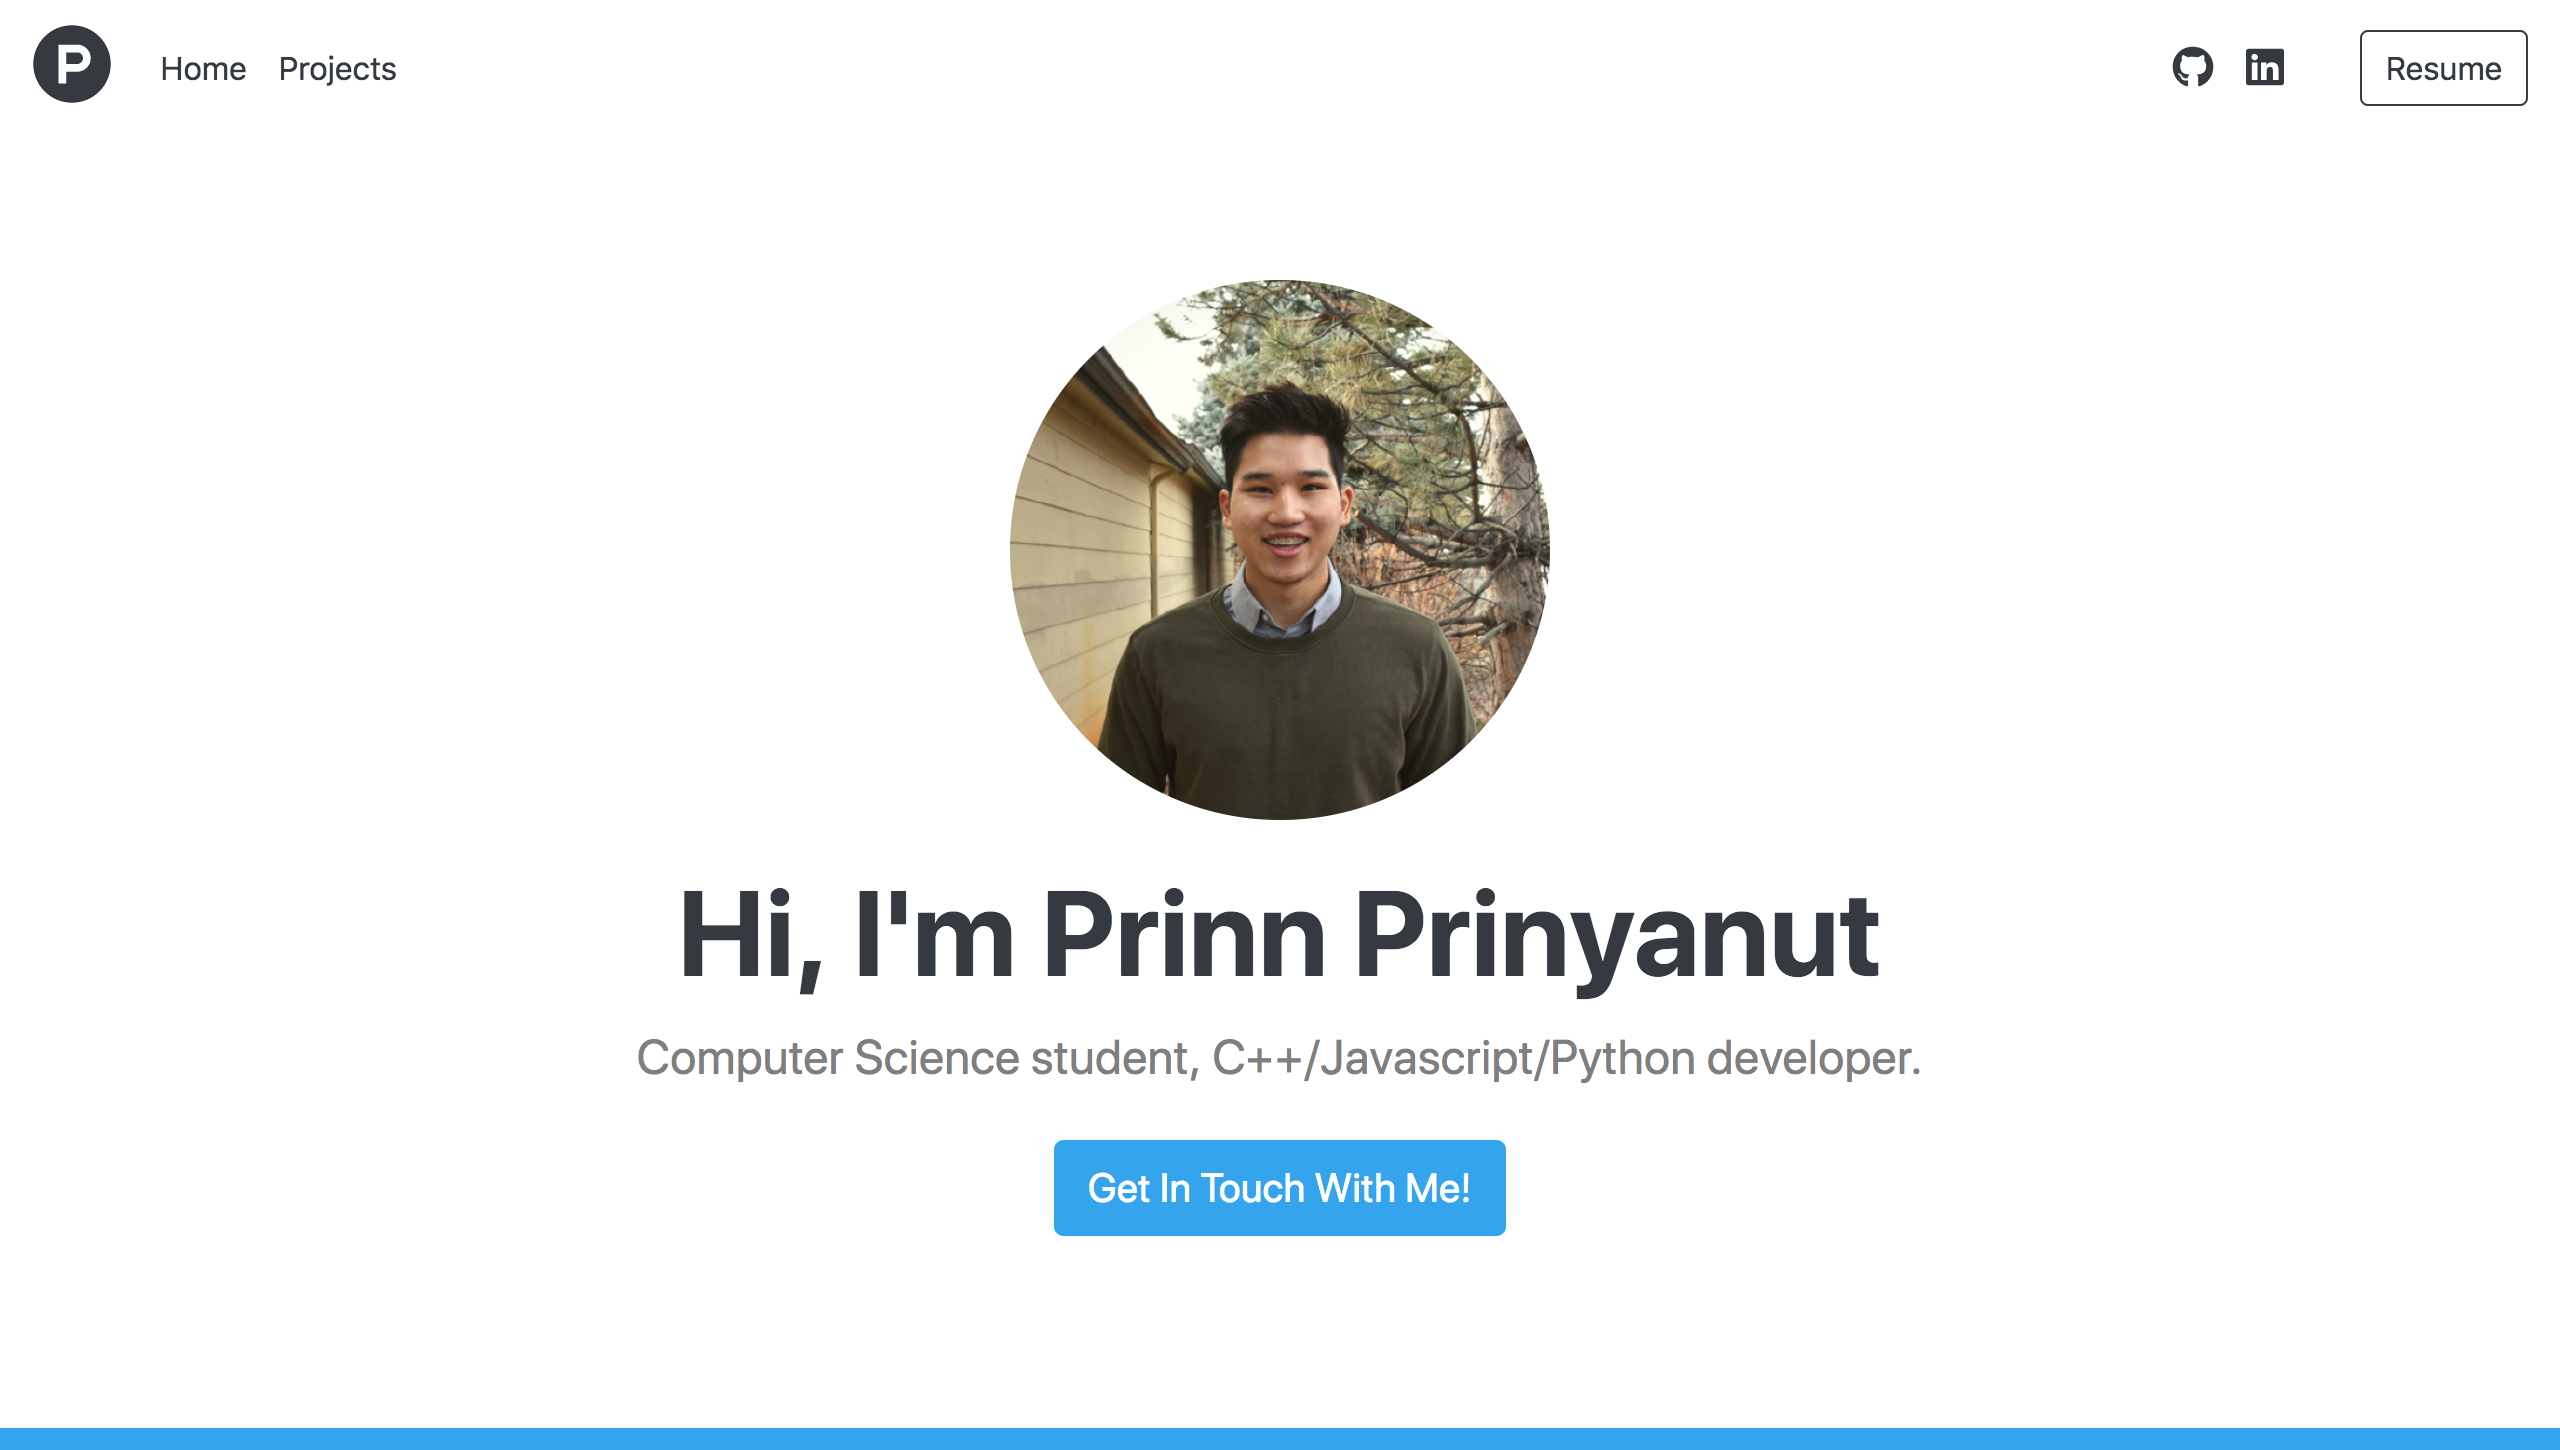 P
Home Projects
in
Resume
Hi, I'm Prinn Prinyanut
Computer Science student, C++/Javascript/Python developer.
Get In Touch With Me!